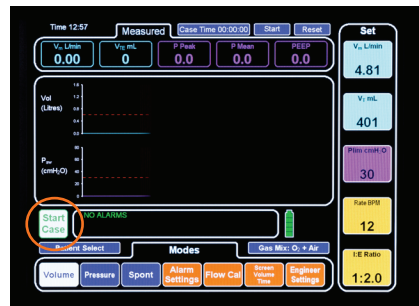 Time 12:57
Measured
Case Time 00:00:00
Start
Reset
Set
Vm L/min
0.00
VTE mL
0
P Peak
0.0
P Mean
0.0
PEEP
0.0
Vm L/min
4.81
VT mL
401
Plim cmH2O
30
Rate BPM
12
I:E Ratio
1:2.0
Vol
(Litres)
Paw
(cmH2O)
Start
Case
NO ALARMS
Patient Select
Modes
Gas Mix: O2 + Air
Volume
Pressure
Spont
Alarm
Settings
Flow Cal
Screen
Volume
Time
Engineer
Settings